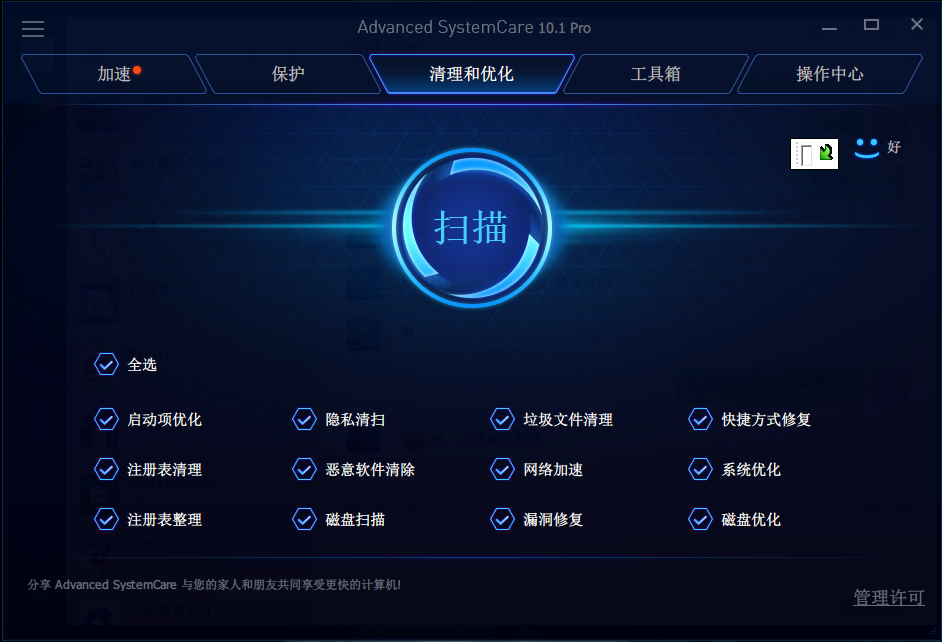 Advanced SystemCare 10.1 Pro
加速 保护 清理和优化 工具箱 操作中心
好
扫描
全选
启动项优化 隐私清扫 垃圾文件清理 快捷方式修复
注册表清理 恶意软件清除 网络加速 系统优化
注册表整理 磁盘扫描 漏洞修复 磁盘优化
分享 Advanced SystemCare 与您的家人和朋友共同享受更快的计算机!
管理许可